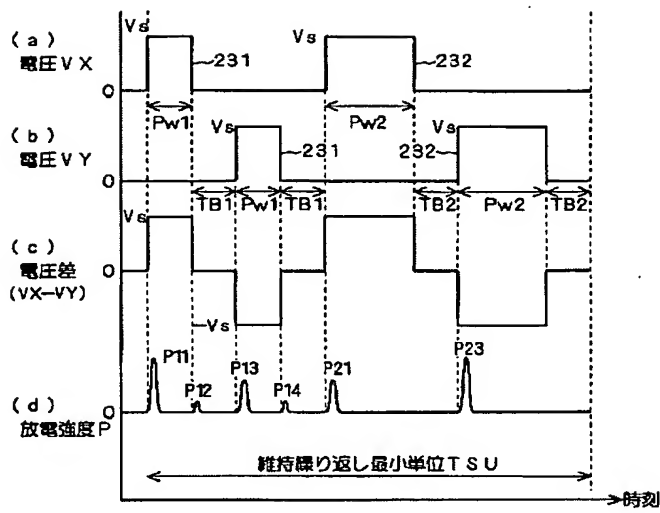 (a)
電圧VX
Vs
0
231
Pw1
Vs
232
Pw2
(b)
電圧VY
Vs
0
231
TB1
Pw1
TB1
232
Vs
TB2
Pw2
TB2
(c)
電圧差
(VX−VY)
Vs
0
−Vs
(d)
放電強度P
0
P11
P12
P13
P14
P21
P23
維持繰り返し最小単位TSU
時刻